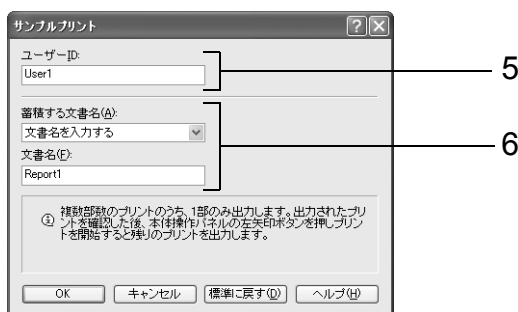 サンプルプリント
ユーザーID:
User1
5
蓄積する文書名(A):
文書名を入力する
6
文書名(F):
Report1
複数部数のプリントのうち、1部のみ出力します。出力されたプリ
ントを確認した後、本体操作パネルの左矢印ボタンを押しプリン
トを開始すると残りのプリントを出力します。
OK キャンセル 標準に戻す(D) ヘルプ(H)